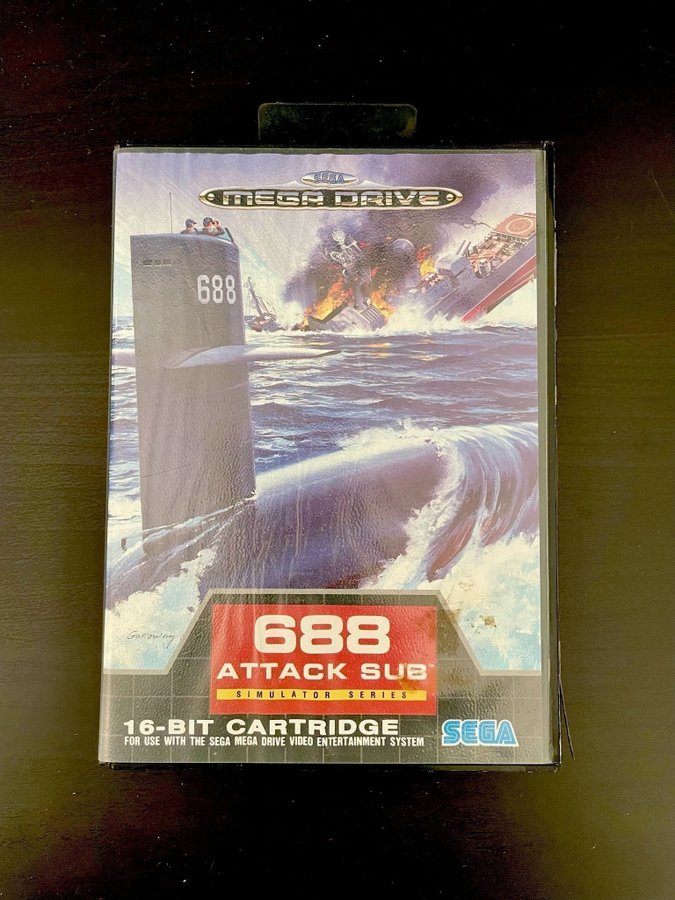 SEGA
MEGA DRIVE
688
Galloway
688
ATTACK SUB™
SIMULATOR SERIES
16-BIT CARTRIDGE
FOR USE WITH THE SEGA MEGA DRIVE VIDEO ENTERTAINMENT SYSTEM
SEGA